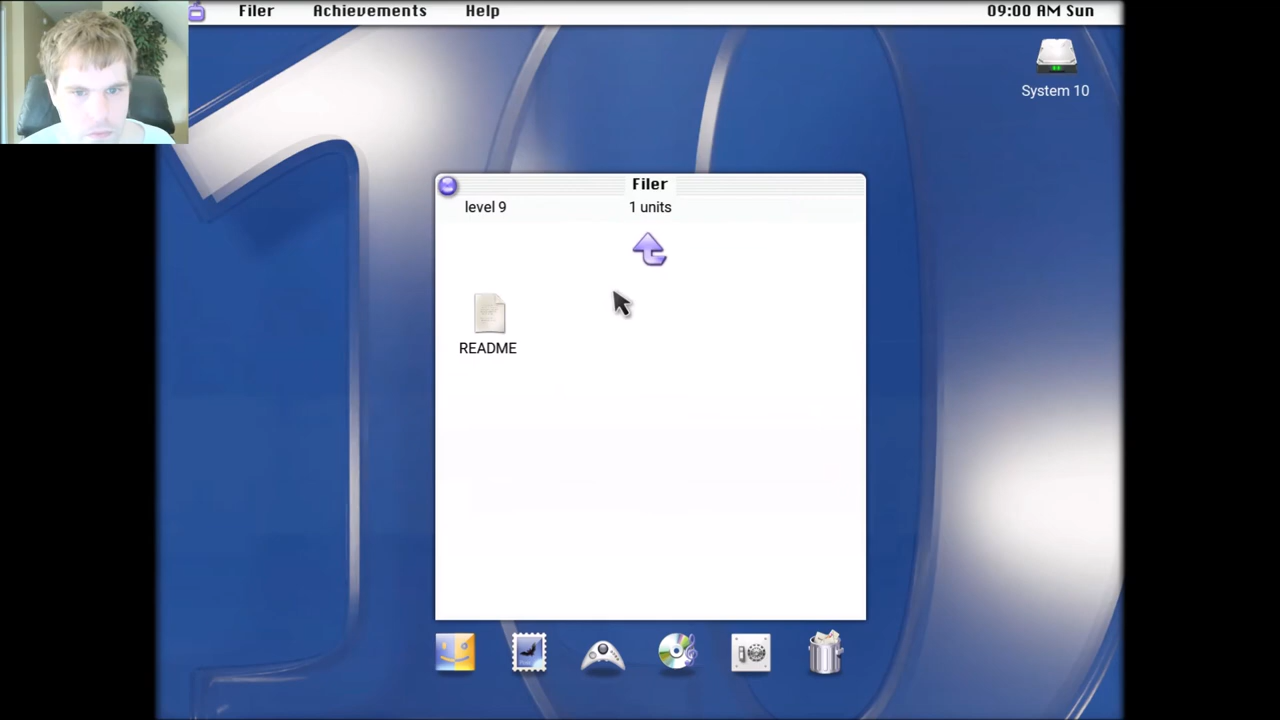 Filer Achievements Help 09:00 AM Sun
System 10
Filer
level 9 1 units
README